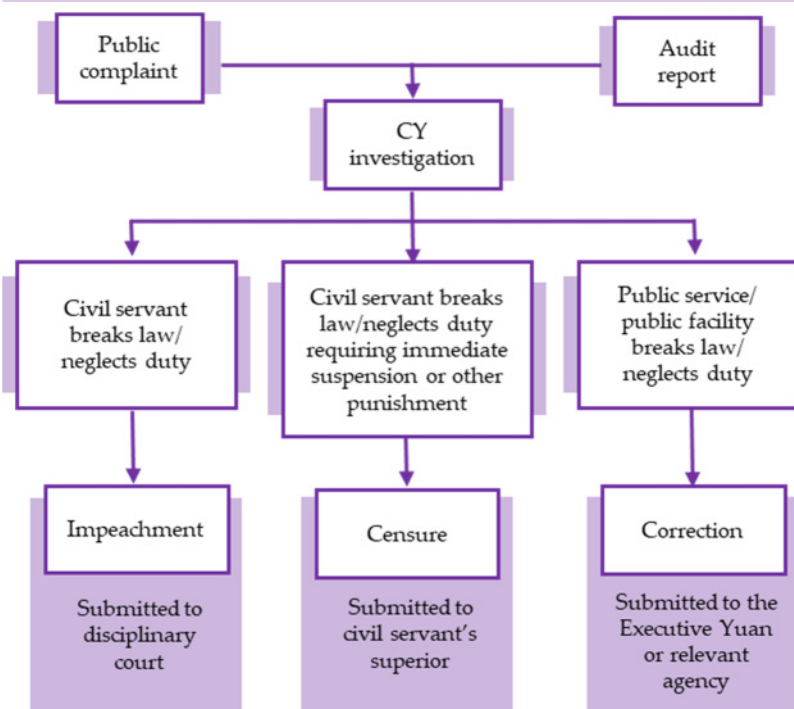 Public
complaint
Audit
report
CY
investigation
Civil servant
breaks law/
neglects duty
Civil servant breaks
law/neglects duty
requiring immediate
suspension or other
punishment
Public service/
public facility
breaks law/
neglects duty
Impeachment
Censure
Correction
Submitted to
disciplinary
court
Submitted to
civil servant's
superior
Submitted to the
Executive Yuan
or relevant
agency